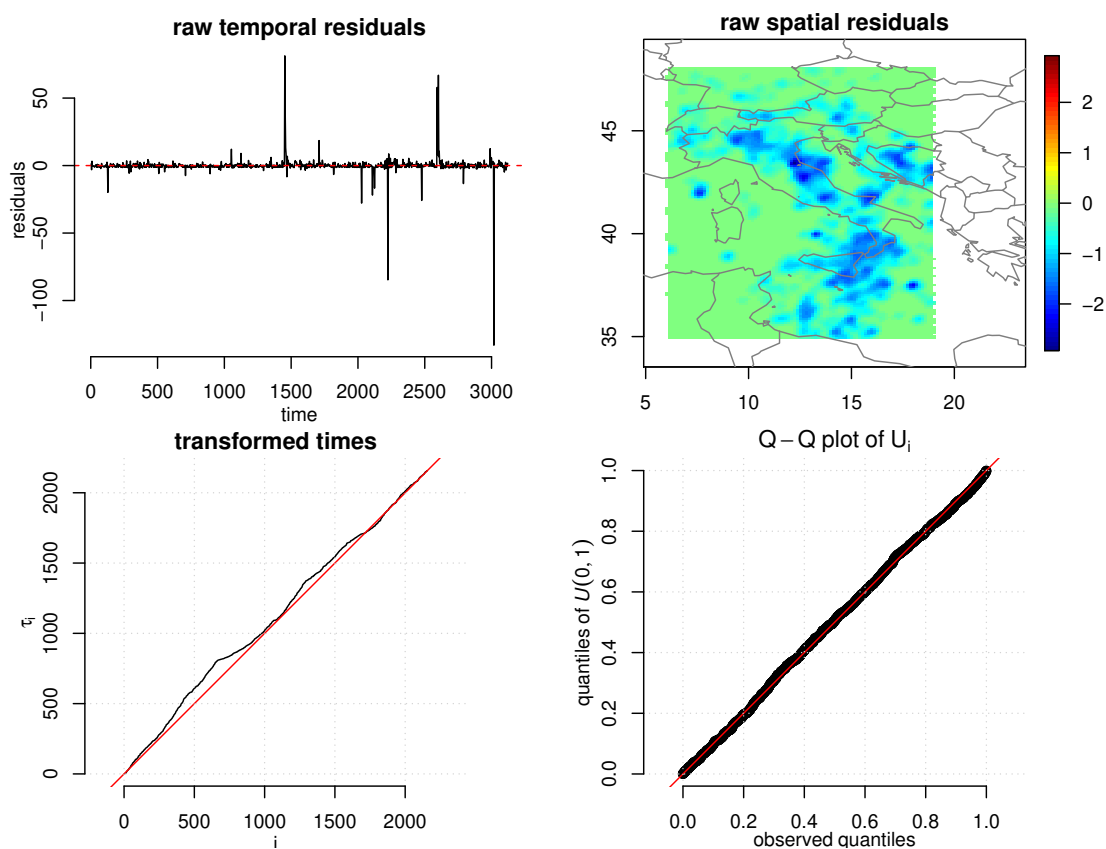 raw temporal residuals
residuals
50
0
−50
−100
0 500 1000 1500 2000 2500 3000
time
raw spatial residuals
45
40
35
5 10 15 20
2
1
0
−1
−2
transformed times
τi
2000
1500
1000
500
0
0 500 1000 1500 2000
i
Q − Q plot of Ui
quantiles of U(0, 1)
1.0
0.8
0.6
0.4
0.2
0.0
0.0 0.2 0.4 0.6 0.8 1.0
observed quantiles